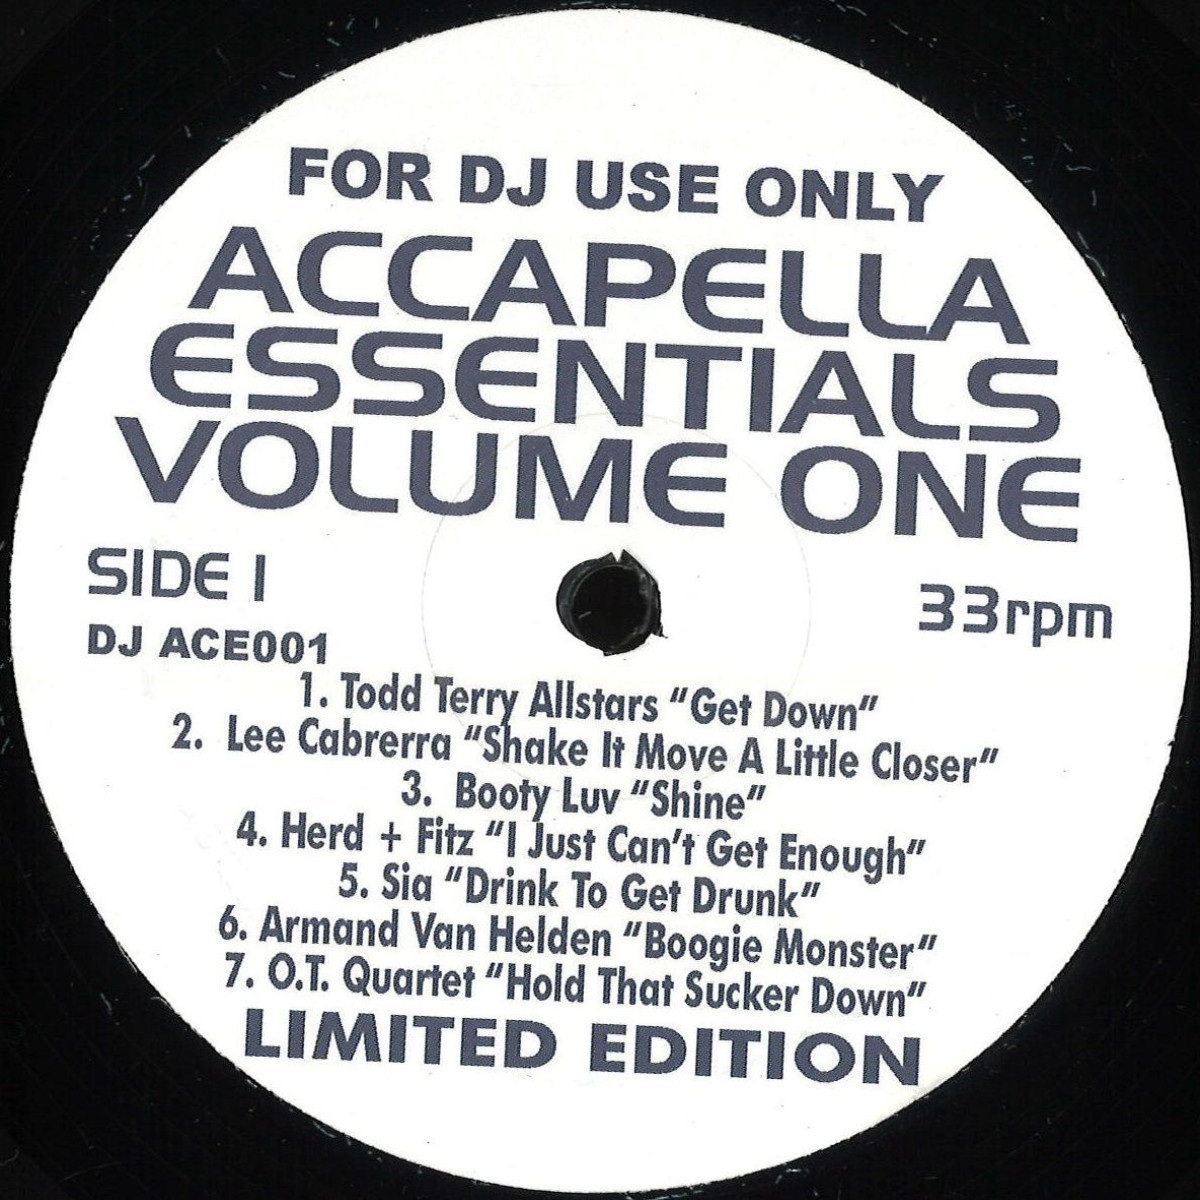 FOR DJ USE ONLY
ACCAPELLA
ESSENTIALS
VOLUME ONE
SIDE 1
33rpm
DJ ACE001
1. Todd Terry Allstars “Get Down”
2. Lee Cabrerra “Shake It Move A Little Closer”
3. Booty Luv “Shine”
4. Herd + Fitz “I Just Can’t Get Enough”
5. Sia “Drink To Get Drunk”
6. Armand Van Helden “Boogie Monster”
7. O.T. Quartet “Hold That Sucker Down”
LIMITED EDITION